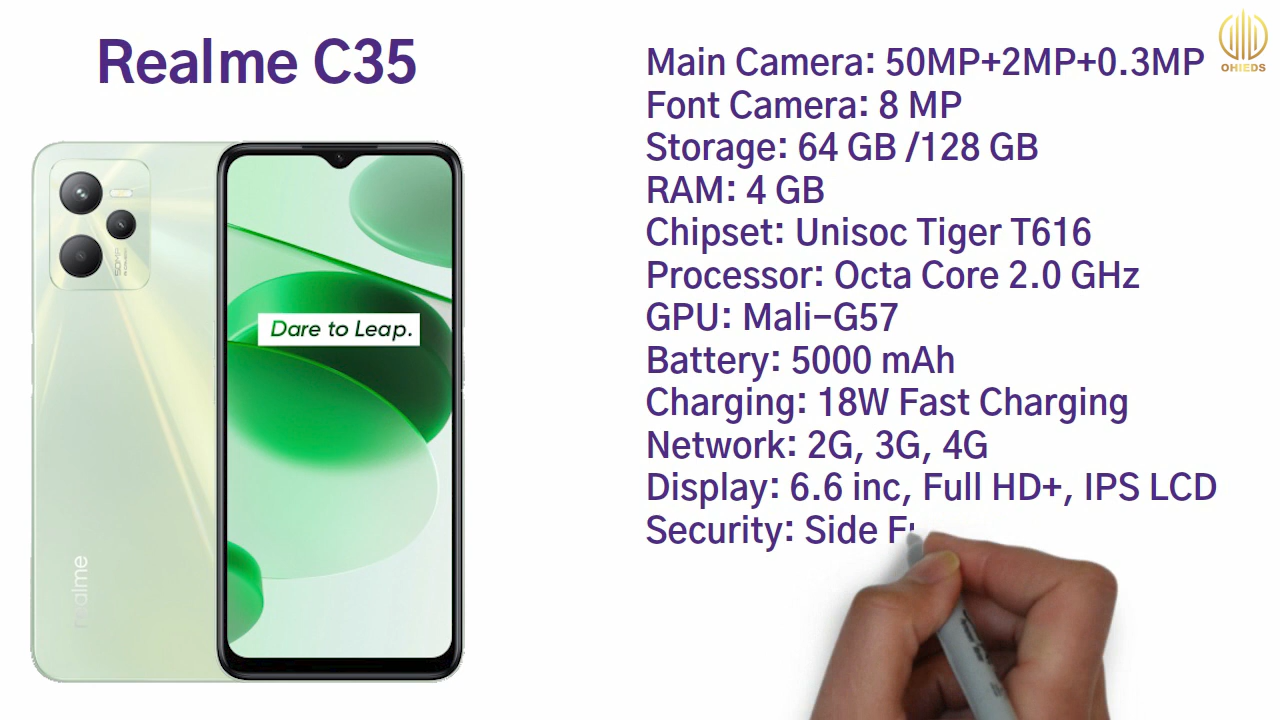 Realme C35
OHIEDS
Main Camera: 50MP+2MP+0.3MP
Font Camera: 8 MP
Storage: 64 GB /128 GB
RAM: 4 GB
Chipset: Unisoc Tiger T616
Processor: Octa Core 2.0 GHz
GPU: Mali-G57
Battery: 5000 mAh
Charging: 18W Fast Charging
Network: 2G, 3G, 4G
Display: 6.6 inc, Full HD+, IPS LCD
Security: Side
Dare to Leap.
50MP
realme